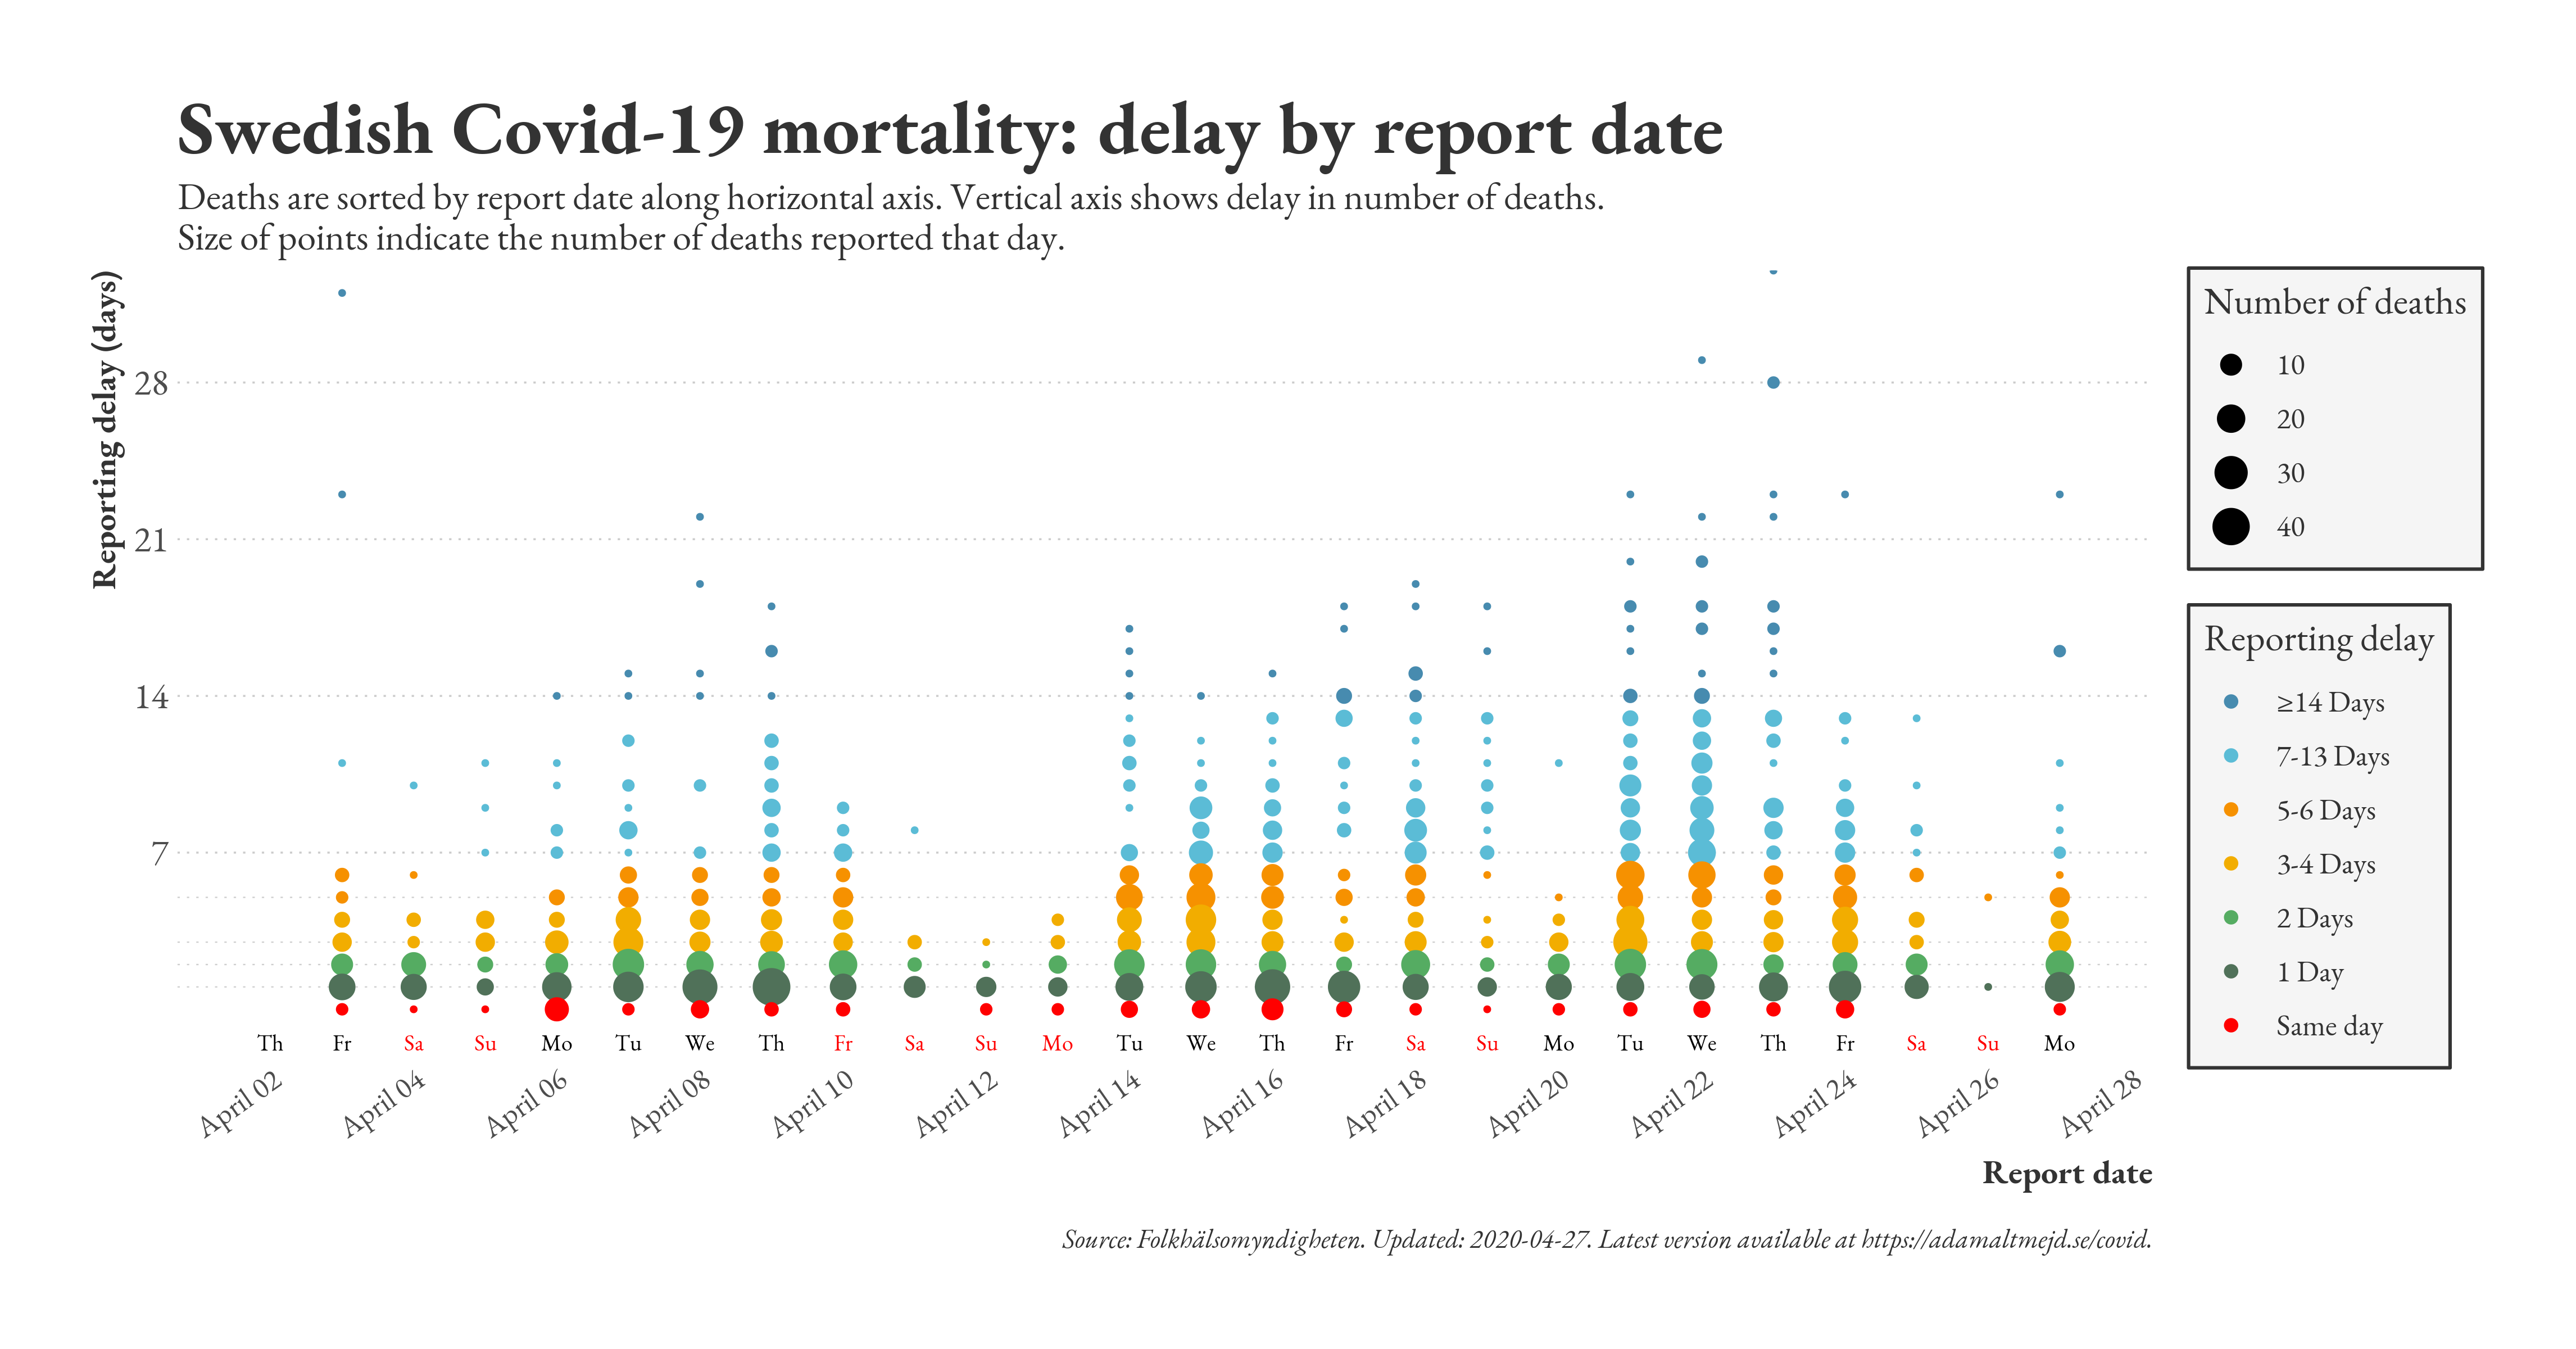 Swedish Covid-19 mortality: delay by report date
Deaths are sorted by report date along horizontal axis. Vertical axis shows delay in number of deaths.
Size of points indicate the number of deaths reported that day.
Reporting delay (days)
28
21
14
7
Th Fr Sa Su Mo Tu We Th Fr Sa Su Mo Tu We Th Fr Sa Su Mo Tu We Th Fr Sa Su Mo
April 02 April 04 April 06 April 08 April 10 April 12 April 14 April 16 April 18 April 20 April 22 April 24 April 26 April 28
Report date
Number of deaths
10
20
30
40
Reporting delay
≥14 Days
7-13 Days
5-6 Days
3-4 Days
2 Days
1 Day
Same day
Source: Folkhälsomyndigheten. Updated: 2020-04-27. Latest version available at https://adamaltmejd.se/covid.